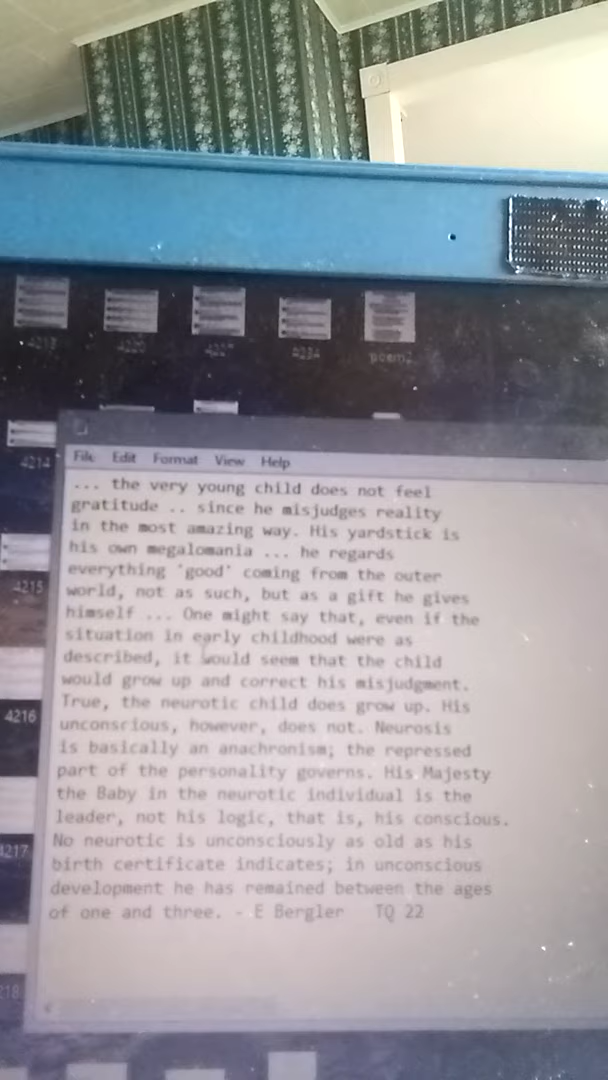 4213 4220 4227 4234 poem2
4214
File Edit Format View Help
... the very young child does not feel
gratitude .. since he misjudges reality
in the most amazing way. His yardstick is
his own megalomania ... he regards
everything 'good' coming from the outer
world, not as such, but as a gift he gives
himself ... One might say that, even if the
situation in early childhood were as
described, it would seem that the child
would grow up and correct his misjudgment.
True, the neurotic child does grow up. His
unconscious, however, does not. Neurosis
is basically an anachronism; the repressed
part of the personality governs. His Majesty
the Baby in the neurotic individual is the
leader, not his logic, that is, his conscious.
No neurotic is unconsciously as old as his
birth certificate indicates; in unconscious
development he has remained between the ages
of one and three. - E Bergler TQ 22
4215
4216
4217
218